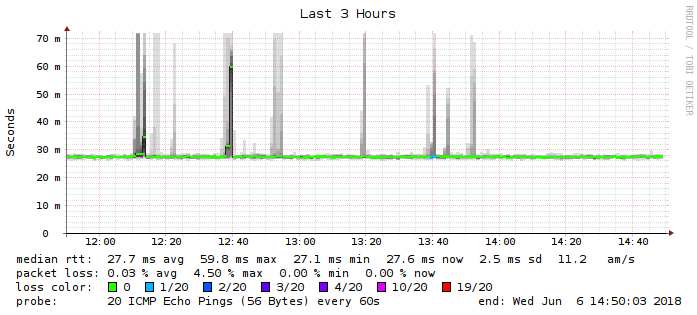 Last 3 Hours
RRDTOOL / TOBI OETIKER
Seconds
70 m
60 m
50 m
40 m
30 m
20 m
10 m
0
12:00 12:20 12:40 13:00 13:20 13:40 14:00 14:20 14:40
median rtt: 27.7 ms avg 59.8 ms max 27.1 ms min 27.6 ms now 2.5 ms sd 11.2 am/s
packet loss: 0.03 % avg 4.50 % max 0.00 % min 0.00 % now
loss color: 0 1/20 2/20 3/20 4/20 10/20 19/20
probe: 20 ICMP Echo Pings (56 Bytes) every 60s end: Wed Jun 6 14:50:03 2018